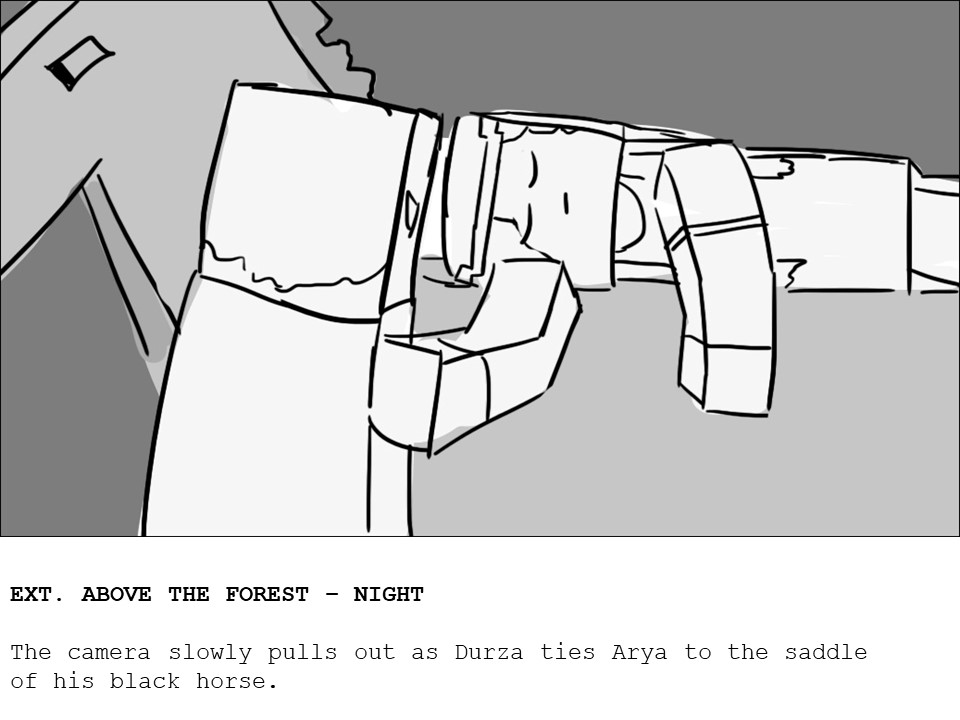 EXT. ABOVE THE FOREST – NIGHT
The camera slowly pulls out as Durza ties Arya to the saddle
of his black horse.